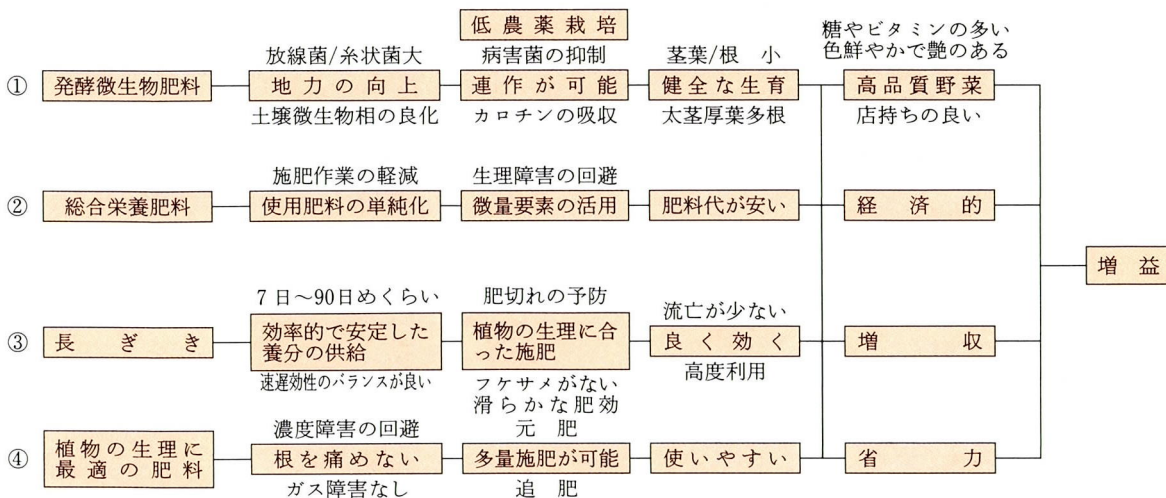 低農薬栽培
糖やビタミンの多い
色鮮やかで艶のある
放線菌/糸状菌大
病害菌の抑制
茎葉/根 小
① 発酵微生物肥料
地力の向上
連作が可能
健全な生育
高品質野菜
土壌微生物相の良化
カロチンの吸収
太茎厚葉多根
店持ちの良い
施肥作業の軽減
生理障害の回避
② 総合栄養肥料
使用肥料の単純化
微量要素の活用
肥料代が安い
経済的
増益
7日～90日めくらい
肥切れの予防
流亡が少ない
③ 長ぎき
効率的で安定した
養分の供給
植物の生理に合
った施肥
良く効く
増収
速遅効性のバランスが良い
フケサメがない
滑らかな肥効
高度利用
濃度障害の回避
元肥
④ 植物の生理に
最適の肥料
根を痛めない
多量施肥が可能
使いやすい
省力
ガス障害なし
追肥